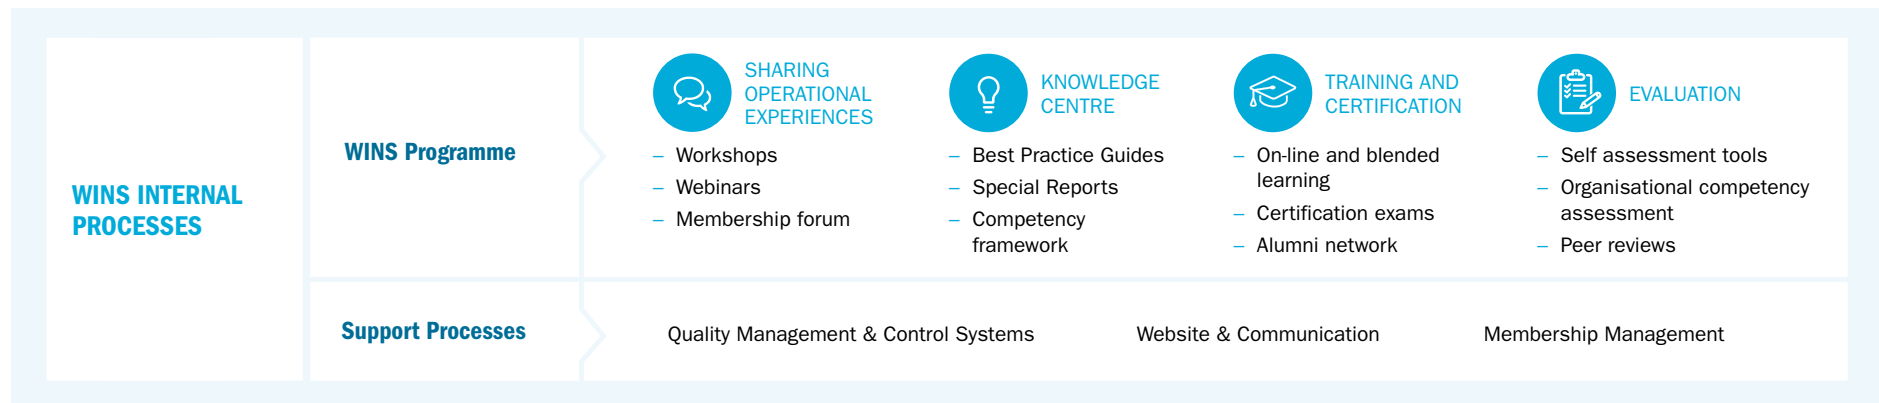 WINS INTERNAL
PROCESSES
WINS Programme
SHARING
OPERATIONAL
EXPERIENCES
– Workshops
– Webinars
– Membership forum
KNOWLEDGE
CENTRE
– Best Practice Guides
– Special Reports
– Competency
framework
TRAINING AND
CERTIFICATION
– On-line and blended
learning
– Certification exams
– Alumni network
EVALUATION
– Self assessment tools
– Organisational competency
assessment
– Peer reviews
Support Processes
Quality Management & Control Systems
Website & Communication
Membership Management